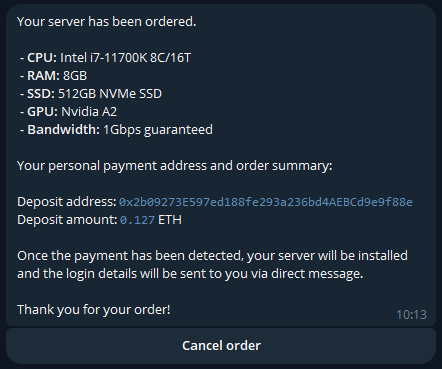 Your server has been ordered.
- CPU: Intel i7-11700K 8C/16T
- RAM: 8GB
- SSD: 512GB NVMe SSD
- GPU: Nvidia A2
- Bandwidth: 1Gbps guaranteed
Your personal payment address and order summary:
Deposit address: 0x2b09273E597ed188fe293a236bd4AEBCd9e9f88e
Deposit amount: 0.127 ETH
Once the payment has been detected, your server will be installed
and the login details will be sent to you via direct message.
Thank you for your order!
10:13
Cancel order